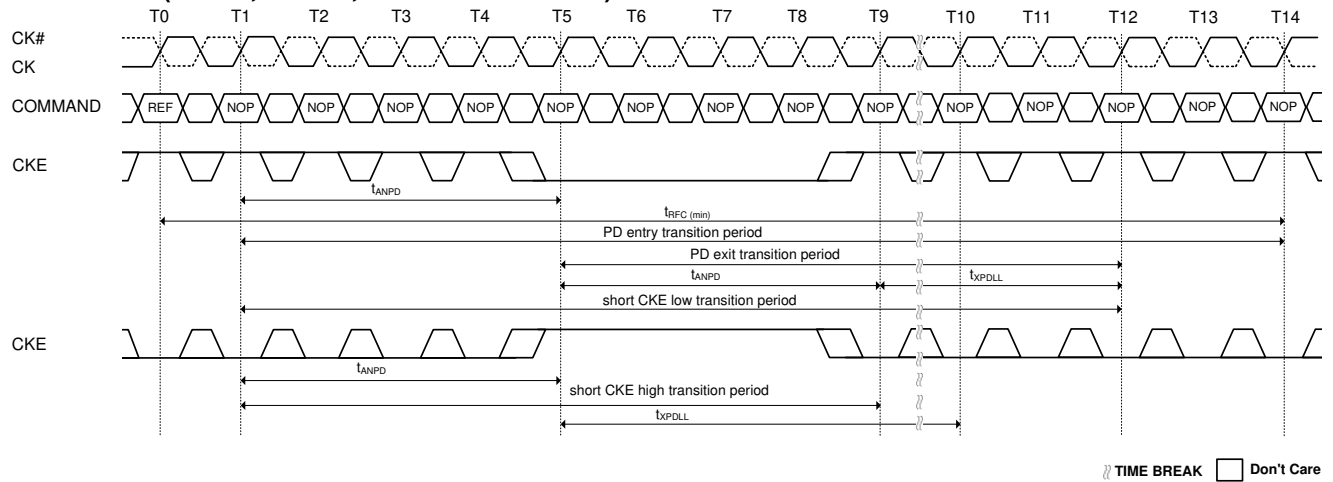 T0 T1 T2 T3 T4 T5 T6 T7 T8 T9 T10 T11 T12 T13 T14
CK#
CK
COMMAND REF NOP NOP NOP NOP NOP NOP NOP NOP NOP NOP NOP NOP NOP NOP
CKE
tANPD
tRFC (min)
PD entry transition period
PD exit transition period
tANPD tXPDLL
short CKE low transition period
CKE
tANPD
short CKE high transition period
tXPDLL
TIME BREAK Don't Care